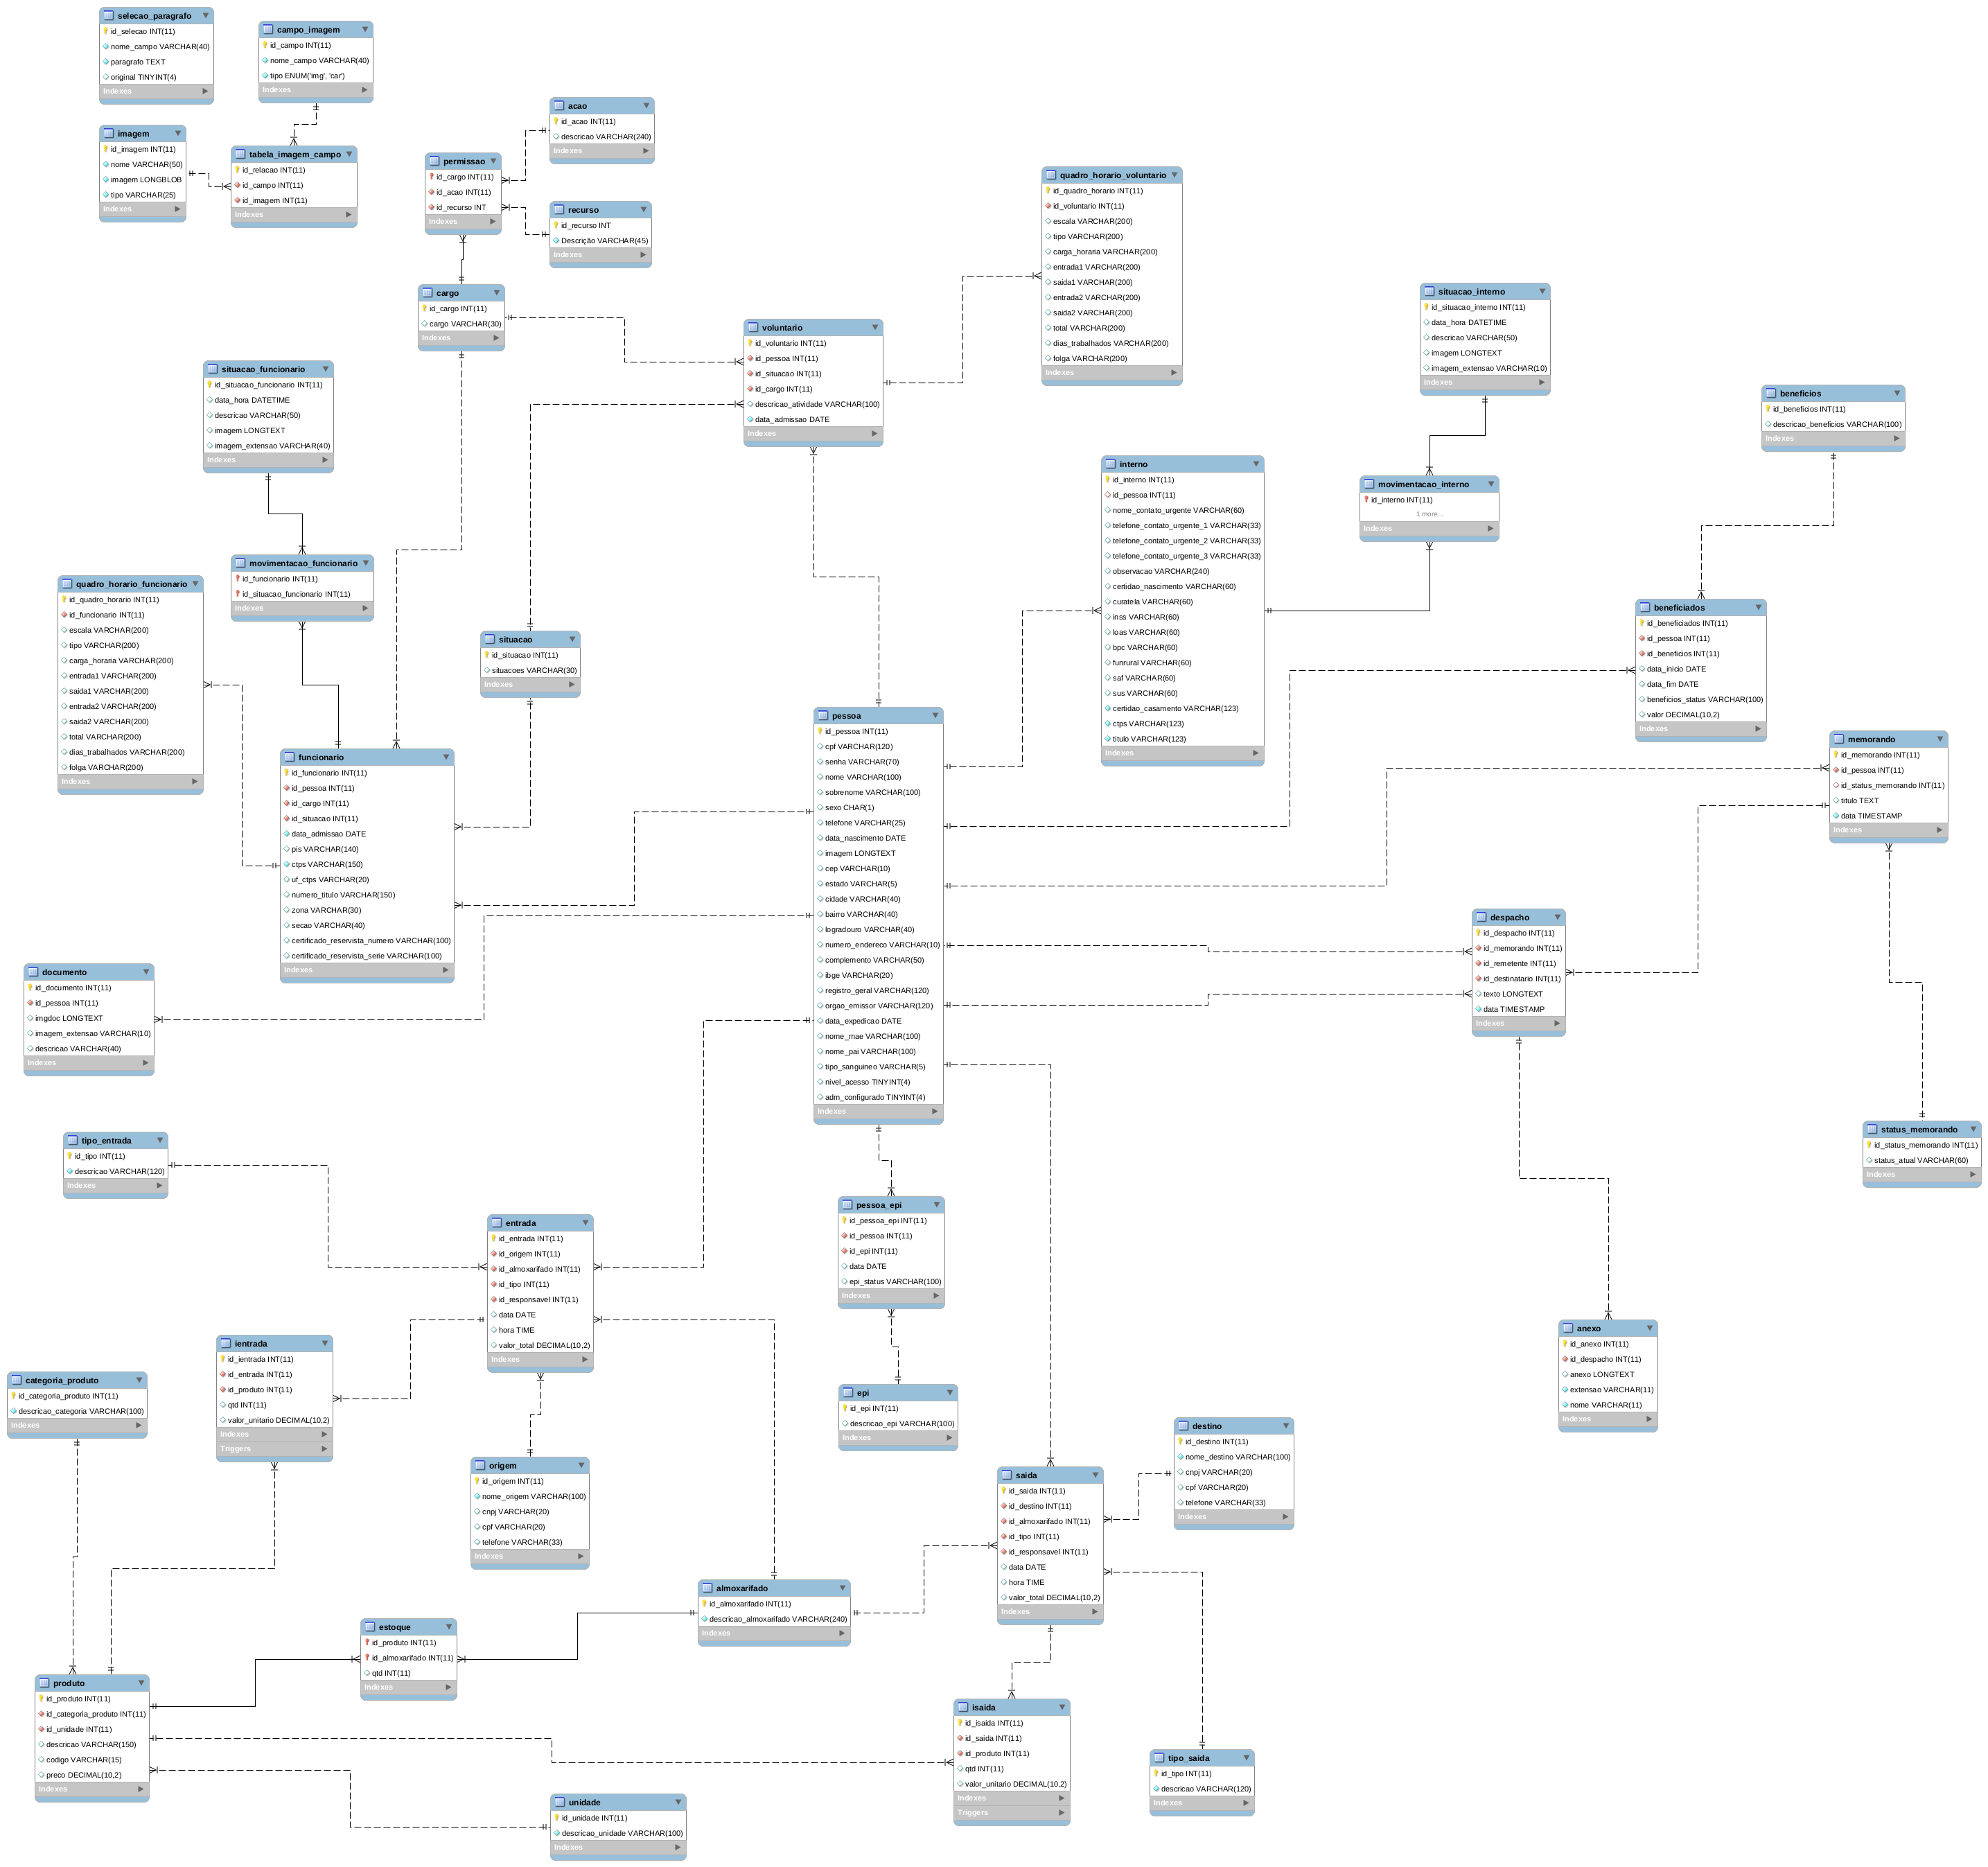 selecao_paragrafo
id_selecao INT(11)
nome_campo VARCHAR(40)
paragrafo TEXT
original TINYINT(4)
Indexes
campo_imagem
id_campo INT(11)
nome_campo VARCHAR(40)
tipo ENUM('img', 'car')
Indexes
imagem
id_imagem INT(11)
nome VARCHAR(50)
imagem LONGBLOB
tipo VARCHAR(25)
Indexes
tabela_imagem_campo
id_relacao INT(11)
id_campo INT(11)
id_imagem INT(11)
Indexes
acao
id_acao INT(11)
descricao VARCHAR(240)
Indexes
permissao
id_cargo INT(11)
id_acao INT(11)
id_recurso INT
Indexes
recurso
id_recurso INT
Descrição VARCHAR(45)
Indexes
cargo
id_cargo INT(11)
cargo VARCHAR(30)
Indexes
quadro_horario_voluntario
id_quadro_horario INT(11)
id_voluntario INT(11)
escala VARCHAR(200)
tipo VARCHAR(200)
carga_horaria VARCHAR(200)
entrada1 VARCHAR(200)
saida1 VARCHAR(200)
entrada2 VARCHAR(200)
saida2 VARCHAR(200)
total VARCHAR(200)
dias_trabalhados VARCHAR(200)
folga VARCHAR(200)
Indexes
voluntario
id_voluntario INT(11)
id_pessoa INT(11)
id_situacao INT(11)
id_cargo INT(11)
descricao_atividade VARCHAR(100)
data_admissao DATE
Indexes
situacao_interno
id_situacao_interno INT(11)
data_hora DATETIME
descricao VARCHAR(50)
imagem LONGTEXT
imagem_extensao VARCHAR(10)
Indexes
situacao_funcionario
id_situacao_funcionario INT(11)
data_hora DATETIME
descricao VARCHAR(50)
imagem LONGTEXT
imagem_extensao VARCHAR(40)
Indexes
beneficios
id_beneficios INT(11)
descricao_beneficios VARCHAR(100)
Indexes
interno
id_interno INT(11)
id_pessoa INT(11)
nome_contato_urgente VARCHAR(60)
telefone_contato_urgente_1 VARCHAR(33)
telefone_contato_urgente_2 VARCHAR(33)
telefone_contato_urgente_3 VARCHAR(33)
observacao VARCHAR(240)
certidao_nascimento VARCHAR(60)
curatela VARCHAR(60)
inss VARCHAR(60)
loas VARCHAR(60)
bpc VARCHAR(60)
funrural VARCHAR(60)
saf VARCHAR(60)
sus VARCHAR(60)
certidao_casamento VARCHAR(123)
ctps VARCHAR(123)
titulo VARCHAR(123)
Indexes
movimentacao_interno
id_interno INT(11)
1 more...
Indexes
movimentacao_funcionario
id_funcionario INT(11)
id_situacao_funcionario INT(11)
Indexes
quadro_horario_funcionario
id_quadro_horario INT(11)
id_funcionario INT(11)
escala VARCHAR(200)
tipo VARCHAR(200)
carga_horaria VARCHAR(200)
entrada1 VARCHAR(200)
saida1 VARCHAR(200)
entrada2 VARCHAR(200)
saida2 VARCHAR(200)
total VARCHAR(200)
dias_trabalhados VARCHAR(200)
folga VARCHAR(200)
Indexes
situacao
id_situacao INT(11)
situacoes VARCHAR(30)
Indexes
beneficiados
id_beneficiados INT(11)
id_pessoa INT(11)
id_beneficios INT(11)
data_inicio DATE
data_fim DATE
beneficios_status VARCHAR(100)
valor DECIMAL(10,2)
Indexes
pessoa
id_pessoa INT(11)
cpf VARCHAR(120)
senha VARCHAR(70)
nome VARCHAR(100)
sobrenome VARCHAR(100)
sexo CHAR(1)
telefone VARCHAR(25)
data_nascimento DATE
imagem LONGTEXT
cep VARCHAR(10)
estado VARCHAR(5)
cidade VARCHAR(40)
bairro VARCHAR(40)
logradouro VARCHAR(40)
numero_endereco VARCHAR(10)
complemento VARCHAR(50)
ibge VARCHAR(20)
registro_geral VARCHAR(120)
orgao_emissor VARCHAR(120)
data_expedicao DATE
nome_mae VARCHAR(100)
nome_pai VARCHAR(100)
tipo_sanguineo VARCHAR(5)
nivel_acesso TINYINT(4)
adm_configurado TINYINT(4)
Indexes
memorando
id_memorando INT(11)
id_pessoa INT(11)
id_status_memorando INT(11)
titulo TEXT
data TIMESTAMP
Indexes
funcionario
id_funcionario INT(11)
id_pessoa INT(11)
id_cargo INT(11)
id_situacao INT(11)
data_admissao DATE
pis VARCHAR(140)
ctps VARCHAR(150)
uf_ctps VARCHAR(20)
numero_titulo VARCHAR(150)
zona VARCHAR(30)
secao VARCHAR(40)
certificado_reservista_numero VARCHAR(100)
certificado_reservista_serie VARCHAR(100)
Indexes
despacho
id_despacho INT(11)
id_memorando INT(11)
id_remetente INT(11)
id_destinatario INT(11)
texto LONGTEXT
data TIMESTAMP
Indexes
documento
id_documento INT(11)
id_pessoa INT(11)
imgdoc LONGTEXT
imagem_extensao VARCHAR(10)
descricao VARCHAR(40)
Indexes
status_memorando
id_status_memorando INT(11)
status_atual VARCHAR(60)
Indexes
tipo_entrada
id_tipo INT(11)
descricao VARCHAR(120)
Indexes
pessoa_epi
id_pessoa_epi INT(11)
id_pessoa INT(11)
id_epi INT(11)
data DATE
epi_status VARCHAR(100)
Indexes
entrada
id_entrada INT(11)
id_origem INT(11)
id_almoxarifado INT(11)
id_tipo INT(11)
id_responsavel INT(11)
data DATE
hora TIME
valor_total DECIMAL(10,2)
Indexes
anexo
id_anexo INT(11)
id_despacho INT(11)
anexo LONGTEXT
extensao VARCHAR(11)
nome VARCHAR(11)
Indexes
ientrada
id_ientrada INT(11)
id_entrada INT(11)
id_produto INT(11)
qtd INT(11)
valor_unitario DECIMAL(10,2)
Indexes
Triggers
categoria_produto
id_categoria_produto INT(11)
descricao_categoria VARCHAR(100)
Indexes
epi
id_epi INT(11)
descricao_epi VARCHAR(100)
Indexes
destino
id_destino INT(11)
nome_destino VARCHAR(100)
cnpj VARCHAR(20)
cpf VARCHAR(20)
telefone VARCHAR(33)
Indexes
origem
id_origem INT(11)
nome_origem VARCHAR(100)
cnpj VARCHAR(20)
cpf VARCHAR(20)
telefone VARCHAR(33)
Indexes
saida
id_saida INT(11)
id_destino INT(11)
id_almoxarifado INT(11)
id_tipo INT(11)
id_responsavel INT(11)
data DATE
hora TIME
valor_total DECIMAL(10,2)
Indexes
almoxarifado
id_almoxarifado INT(11)
descricao_almoxarifado VARCHAR(240)
Indexes
estoque
id_produto INT(11)
id_almoxarifado INT(11)
qtd INT(11)
Indexes
produto
id_produto INT(11)
id_categoria_produto INT(11)
id_unidade INT(11)
descricao VARCHAR(150)
codigo VARCHAR(15)
preco DECIMAL(10,2)
Indexes
isaida
id_isaida INT(11)
id_saida INT(11)
id_produto INT(11)
qtd INT(11)
valor_unitario DECIMAL(10,2)
Indexes
Triggers
tipo_saida
id_tipo INT(11)
descricao VARCHAR(120)
Indexes
unidade
id_unidade INT(11)
descricao_unidade VARCHAR(100)
Indexes